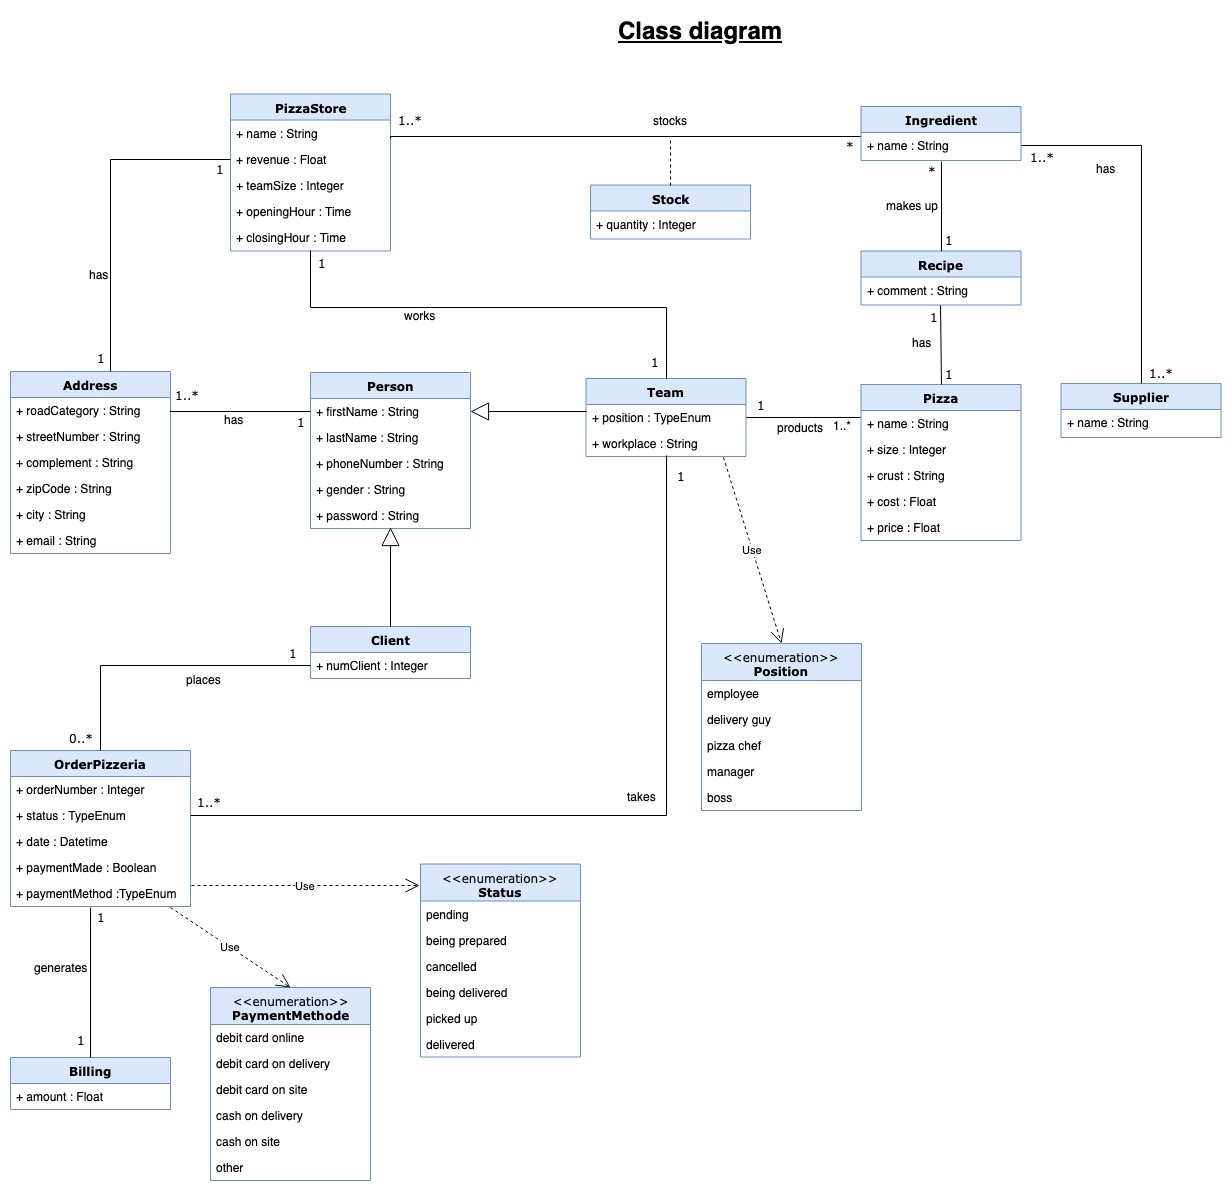 Class diagram
PizzaStore
+ name : String
+ revenue : Float
+ teamSize : Integer
+ openingHour : Time
+ closingHour : Time
1..*
stocks
*
Ingredient
+ name : String
1..*
has
Stock
+ quantity : Integer
*
makes up
1
Recipe
+ comment : String
1
has
1
1
has
1
1
works
1
Address
+ roadCategory : String
+ streetNumber : String
+ complement : String
+ zipCode : String
+ city : String
+ email : String
1..*
has
1
Person
+ firstName : String
+ lastName : String
+ phoneNumber : String
+ gender : String
+ password : String
Team
+ position : TypeEnum
+ workplace : String
1
products
1..*
Pizza
+ name : String
+ size : Integer
+ crust : String
+ cost : Float
+ price : Float
1..*
Supplier
+ name : String
1
Use
Client
+ numClient : Integer
1
places
0..*
<<enumeration>>
Position
employee
delivery guy
pizza chef
manager
boss
OrderPizzeria
+ orderNumber : Integer
+ status : TypeEnum
+ date : Datetime
+ paymentMade : Boolean
+ paymentMethod :TypeEnum
1..*
takes
Use
<<enumeration>>
Status
pending
being prepared
cancelled
being delivered
picked up
delivered
1
generates
1
Use
<<enumeration>>
PaymentMethode
debit card online
debit card on delivery
debit card on site
cash on delivery
cash on site
other
Billing
+ amount : Float